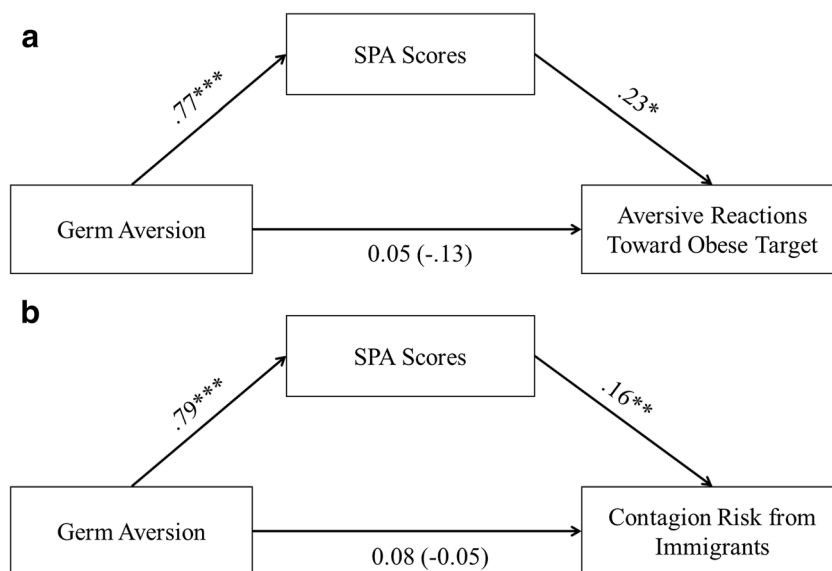 a
SPA Scores
.77***
.23*
Germ Aversion
Aversive Reactions
Toward Obese Target
0.05 (-.13)
b
SPA Scores
.79***
.16**
Germ Aversion
Contagion Risk from
Immigrants
0.08 (-0.05)